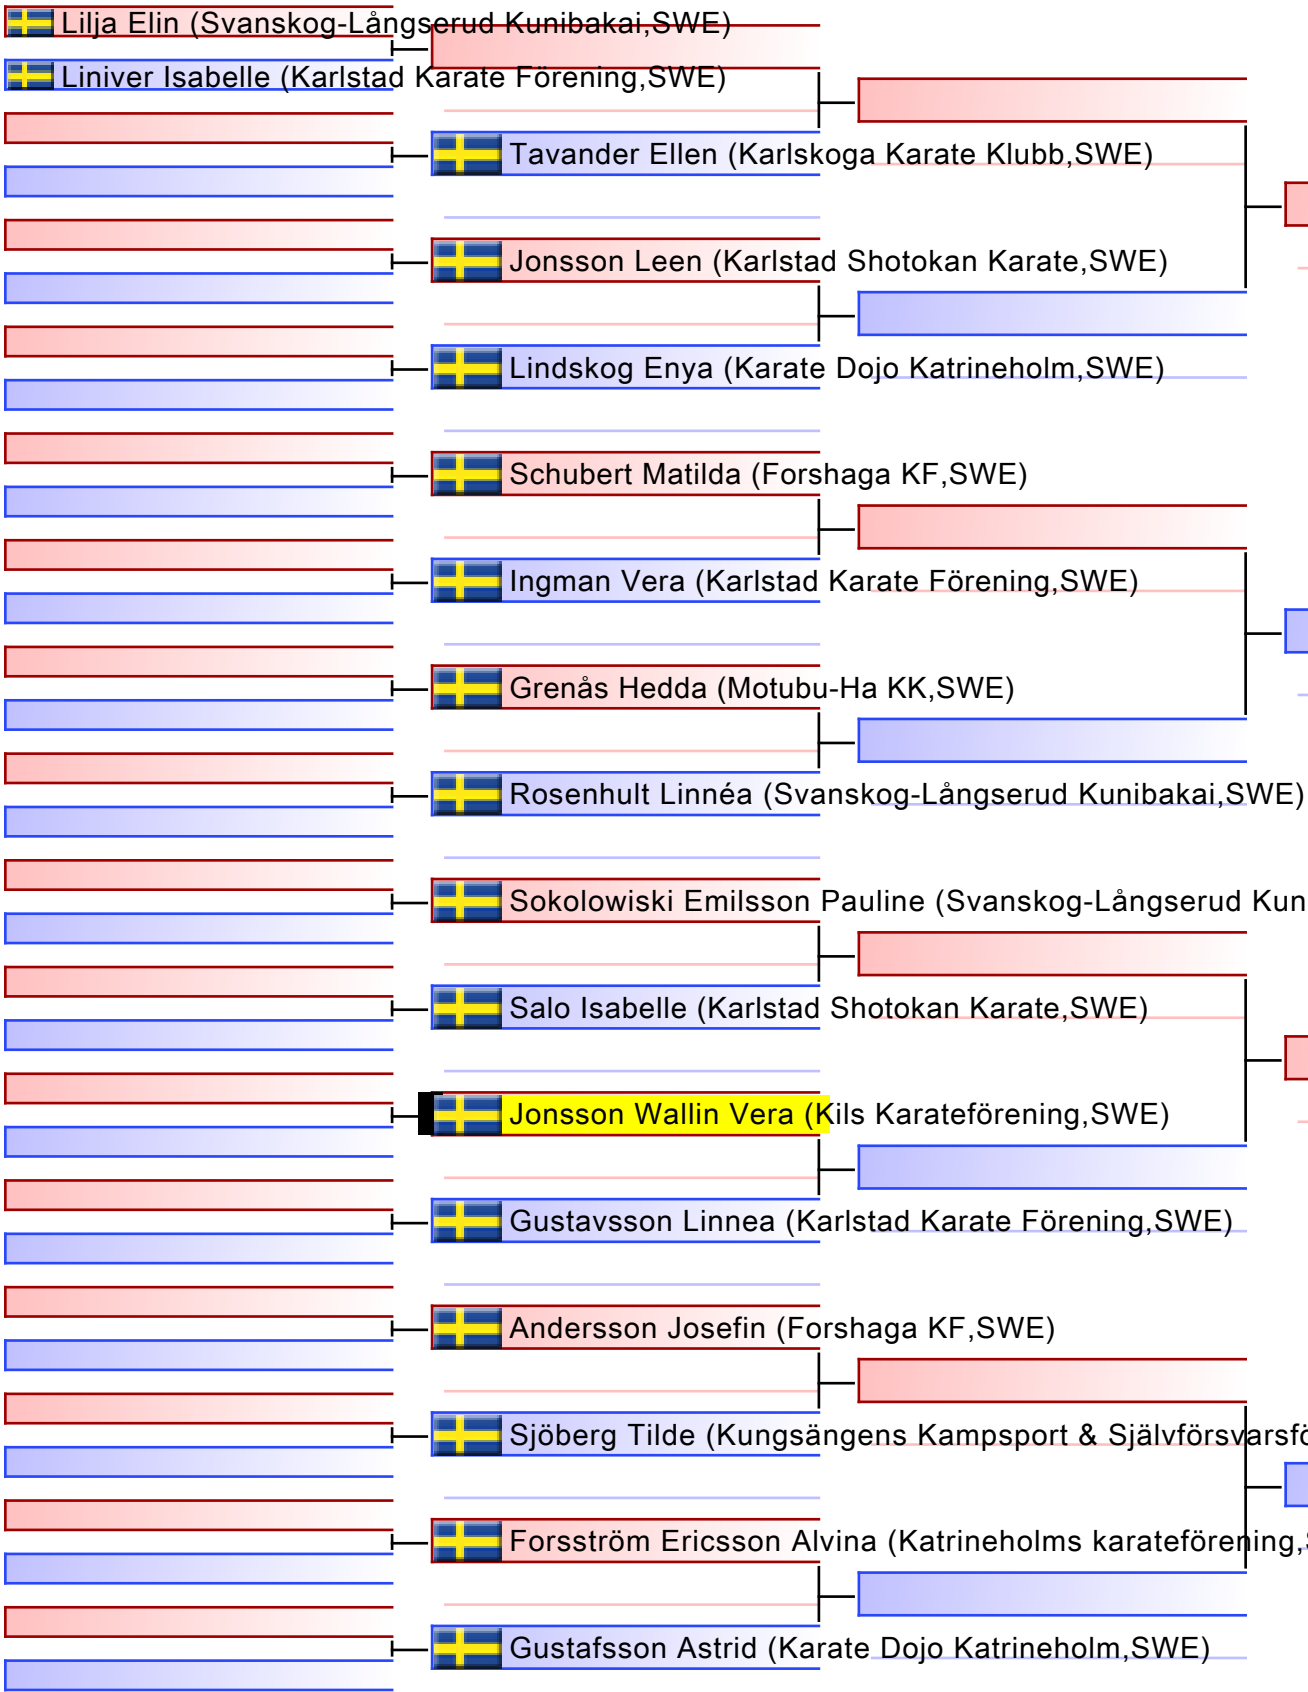 Lilja Elin (Svanskog-Långserud Kunibakai,SWE)
Liniver Isabelle (Karlstad Karate Förening,SWE)
Tavander Ellen (Karlskoga Karate Klubb,SWE)
Jonsson Leen (Karlstad Shotokan Karate,SWE)
Lindskog Enya (Karate Dojo Katrineholm,SWE)
Schubert Matilda (Forshaga KF,SWE)
Ingman Vera (Karlstad Karate Förening,SWE)
Grenås Hedda (Motubu-Ha KK,SWE)
Rosenhult Linnéa (Svanskog-Långserud Kunibakai,SWE)
Sokolowiski Emilsson Pauline (Svanskog-Långserud Kun
Salo Isabelle (Karlstad Shotokan Karate,SWE)
Jonsson Wallin Vera (Kils Karateförening,SWE)
Gustavsson Linnea (Karlstad Karate Förening,SWE)
Andersson Josefin (Forshaga KF,SWE)
Sjöberg Tilde (Kungsängens Kampsport & Självförsvarsfö
Forsström Ericsson Alvina (Katrineholms karateförening,S
Gustafsson Astrid (Karate Dojo Katrineholm,SWE)